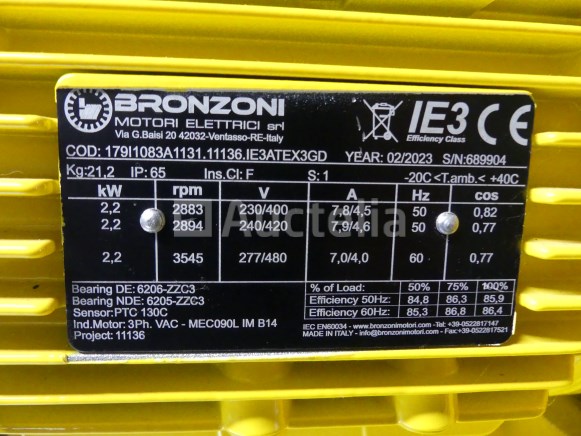 BRONZONI
MOTORI ELETTRICI srl
Via G.Baisi 20 42032-Ventasso-RE-Italy
IE3
Efficiency Class
CE
COD: 179I1083A1131.11136.IE3ATEX3GD YEAR: 02/2023 S/N:689904
Kg:21,2 IP: 65 Ins.Cl: F S: 1 -20C <T.amb.< +40C
kW rpm V A Hz cos
2,2 2883 230/400 7,8/4,5 50 0,82
2,2 2894 240/420 7,9/4,6 50 0,77
2,2 3545 277/480 7,0/4,0 60 0,77
Bearing DE: 6206-ZZC3
Bearing NDE: 6205-ZZC3
Sensor:PTC 130C
Ind.Motor: 3Ph. VAC - MEC090L IM B14
Project: 11136
% of Load: 50% 75% 100%
Efficiency 50Hz: 84,8 86,3 85,9
Efficiency 60Hz: 85,3 86,8 86,4
IEC EN60034 - www.bronzonimotori.com - Tel: +39-0522817147
MADE IN ITALY - info@bronzonimotori.com - Fax:+39-0522817521
Auctelia